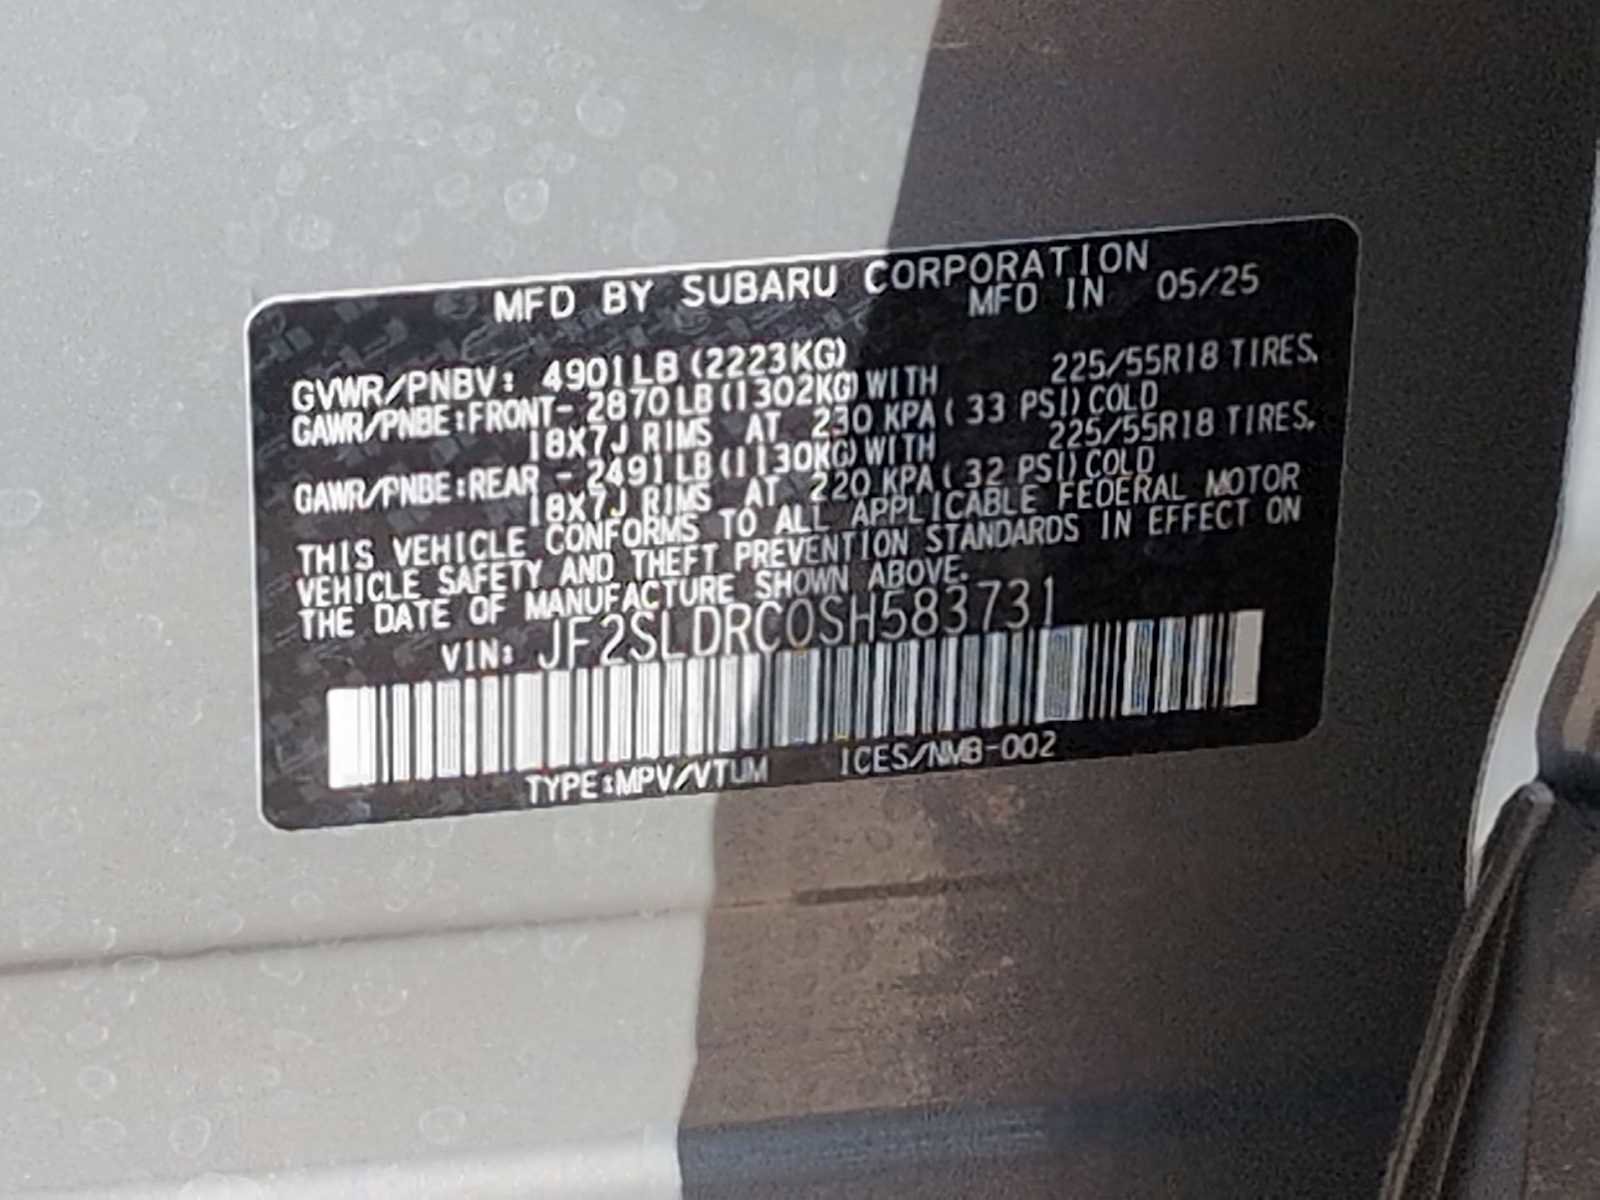 MFD BY SUBARU CORPORATION
MFD IN 05/25
GVWR/PNBV: 4901LB (2223KG)
GAWR/PNBE:FRONT- 2870LB(1302KG)WITH 225/55R18 TIRES.
18X7J RIMS AT 230 KPA( 33 PSI)COLD
GAWR/PNBE:REAR - 2491LB(1130KG)WITH 225/55R18 TIRES.
18X7J RIMS AT 220 KPA( 32 PSI)COLD
THIS VEHICLE CONFORMS TO ALL APPLICABLE FEDERAL MOTOR
VEHICLE SAFETY AND THEFT PREVENTION STANDARDS IN EFFECT ON
THE DATE OF MANUFACTURE SHOWN ABOVE.
VIN: JF2SLDRC0SH583731
TYPE:MPV/VTUM ICES/NMB-002